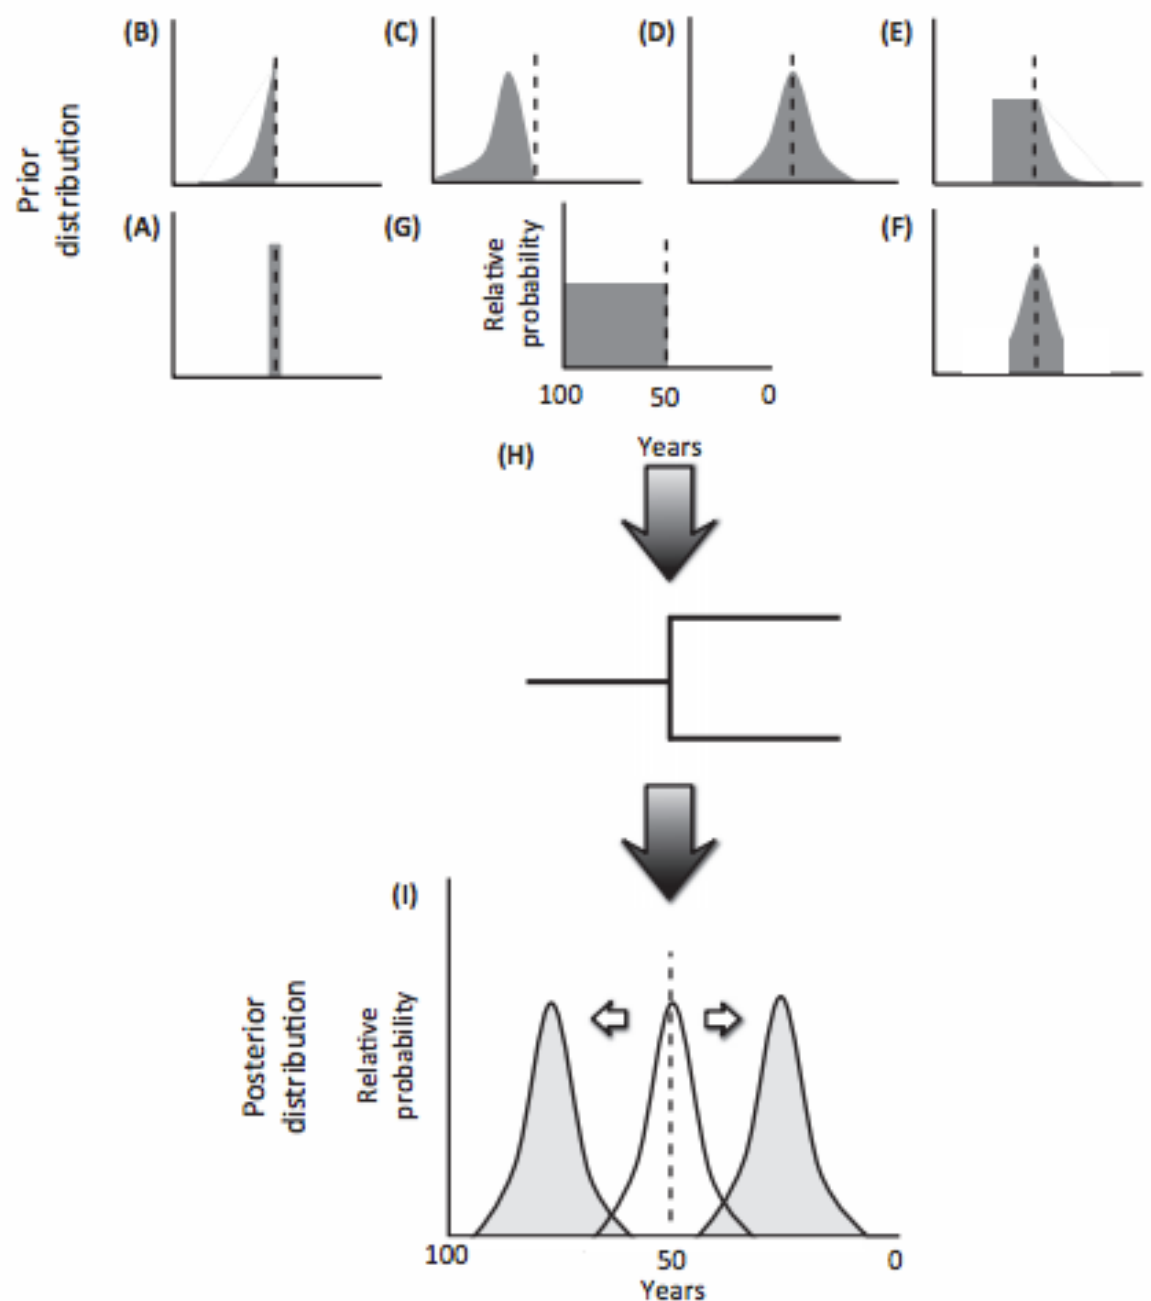 (B)
(C)
(D)
(E)
Prior
distribution
(A)
(G)
Relative
probability
(F)
100
50
0
Years
(H)
(I)
Posterior
distribution
Relative
probability
100
50
0
Years